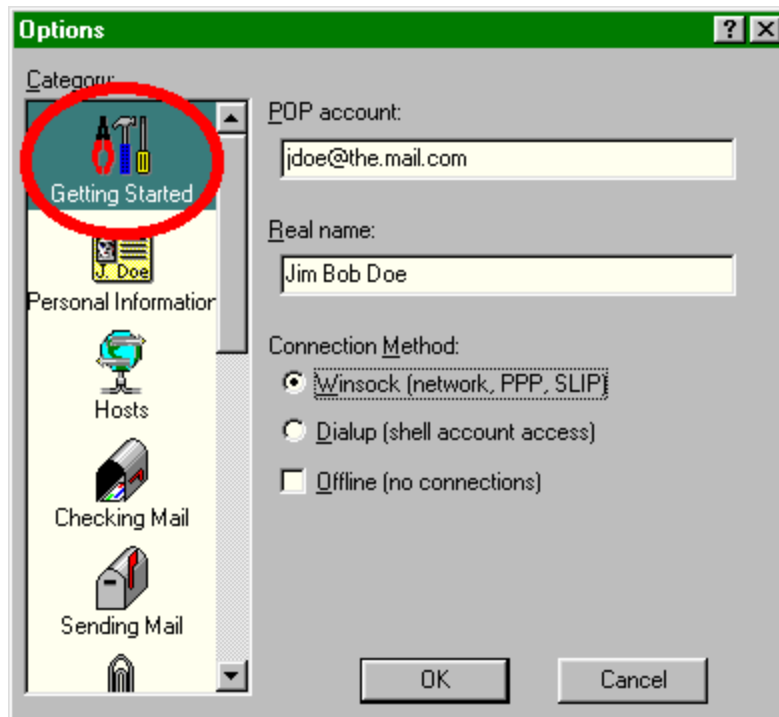 Options
Category:
Getting Started
J. Doe
Personal Information
Hosts
Checking Mail
Sending Mail
POP account:
jdoe@the.mail.com
Real name:
Jim Bob Doe
Connection Method:
Winsock (network, PPP, SLIP)
Dialup (shell account access)
Offline (no connections)
OK
Cancel